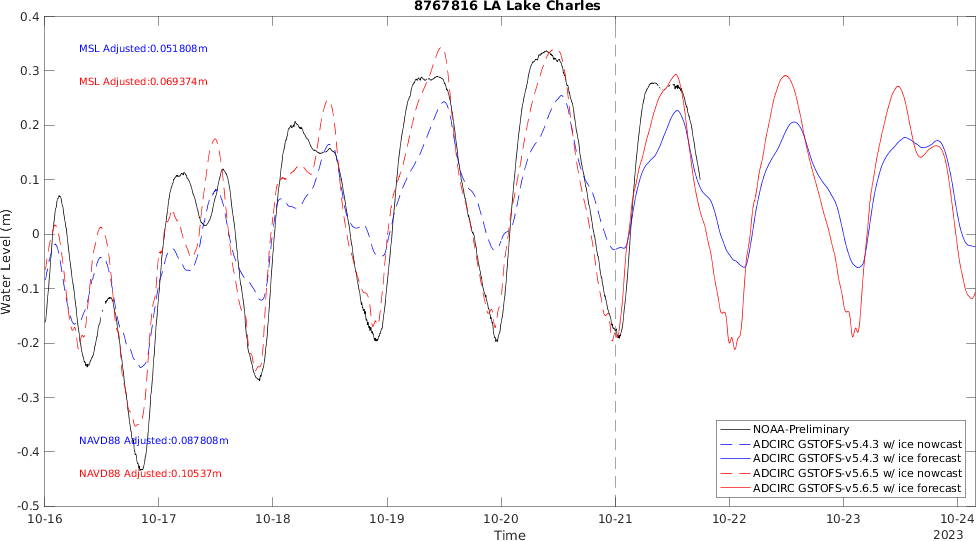 8767816 LA Lake Charles
0.4
0.3
0.2
0.1
0
-0.1
-0.2
-0.3
-0.4
-0.5
Water Level (m)
MSL Adjusted:0.051808m
MSL Adjusted:0.069374m
NAVD88 Adjusted:0.087808m
NAVD88 Adjusted:0.10537m
NOAA-Preliminary
ADCIRC GSTOFS-v5.4.3 w/ ice nowcast
ADCIRC GSTOFS-v5.4.3 w/ ice forecast
ADCIRC GSTOFS-v5.6.5 w/ ice nowcast
ADCIRC GSTOFS-v5.6.5 w/ ice forecast
10-16 10-17 10-18 10-19 10-20 10-21 10-22 10-23 10-24
Time
2023